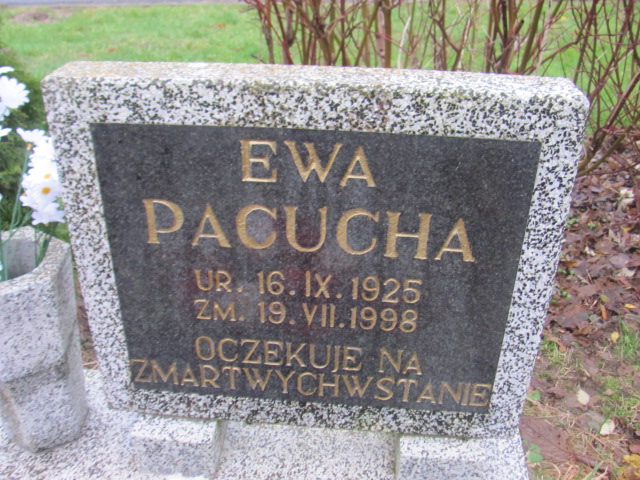 EWA
PACUCHA
UR. 16. IX. 1925
ZM. 19. VII. 1998
OCZEKUJE NA
ZMARTWYCHWSTANIE